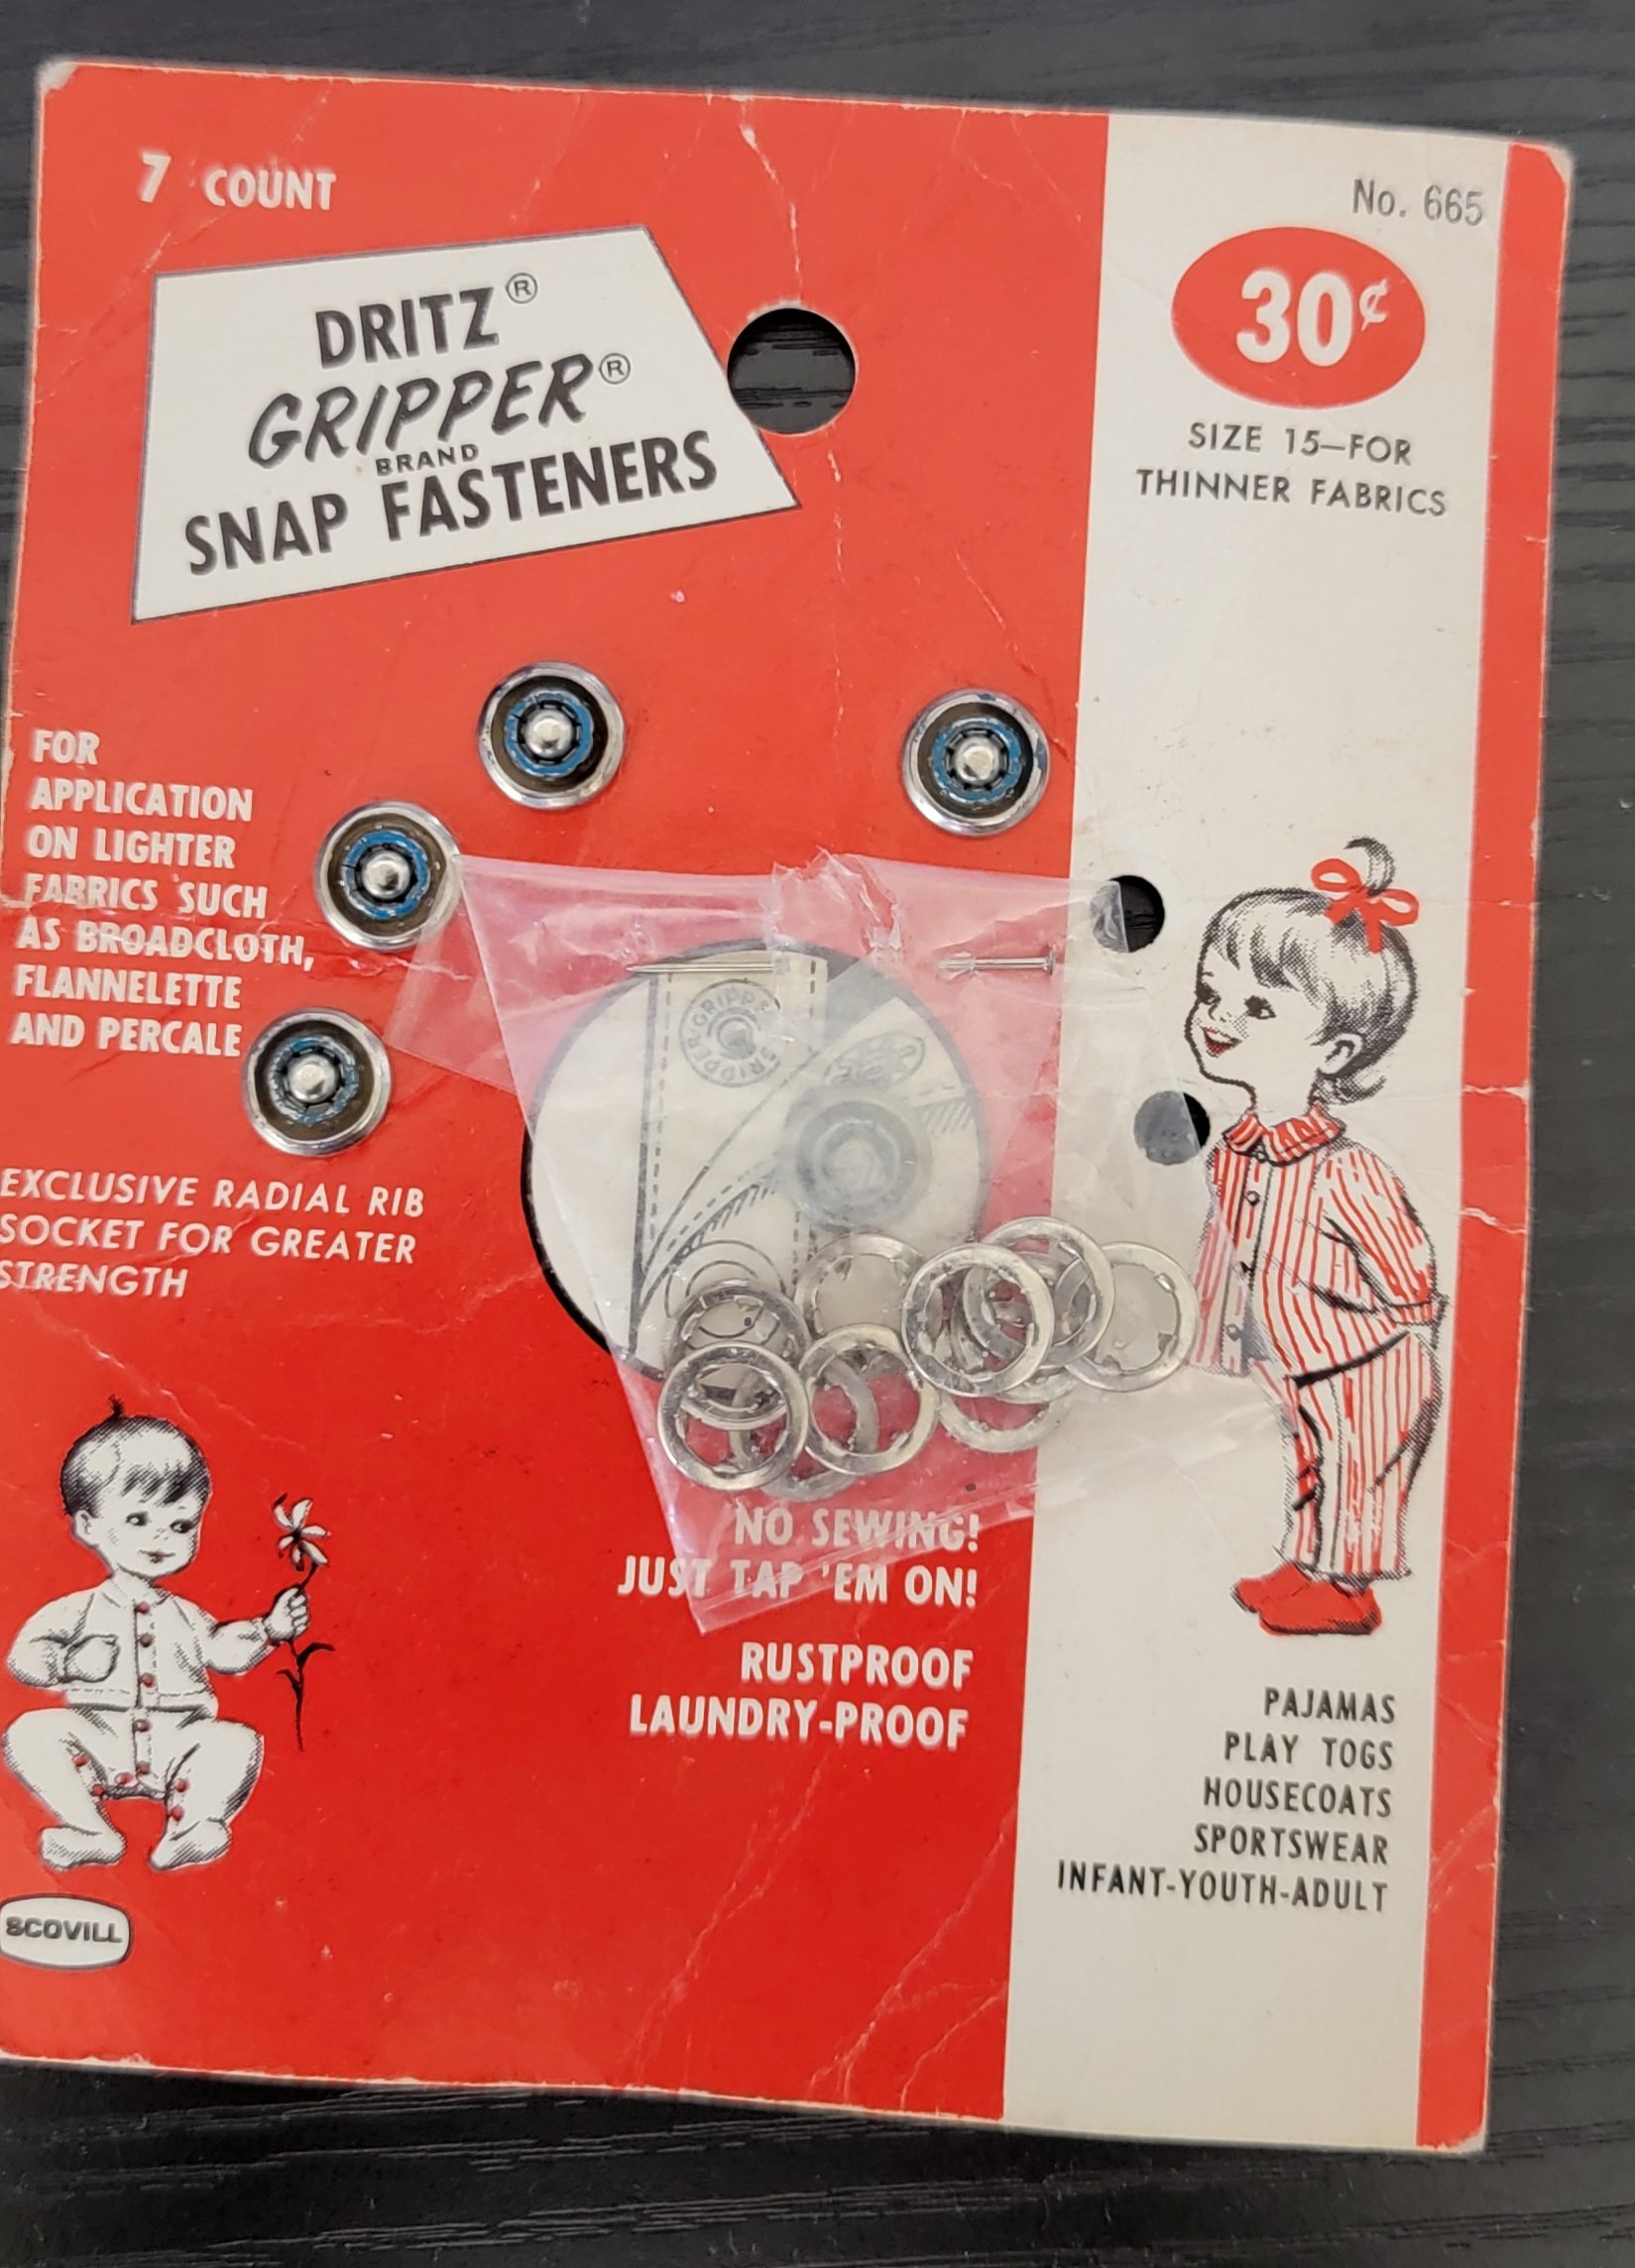 7 COUNT
No. 665
30¢
SIZE 15—FOR
THINNER FABRICS
DRITZ®
GRIPPER®
BRAND
SNAP FASTENERS
FOR
APPLICATION
ON LIGHTER
FABRICS SUCH
AS BROADCLOTH,
FLANNELETTE
AND PERCALE
GRIPPER GRIPPER
EXCLUSIVE RADIAL RIB
SOCKET FOR GREATER
STRENGTH
NO SEWING!
JUST TAP 'EM ON!
RUSTPROOF
LAUNDRY-PROOF
PAJAMAS
PLAY TOGS
HOUSECOATS
SPORTSWEAR
INFANT-YOUTH-ADULT
SCOVILL